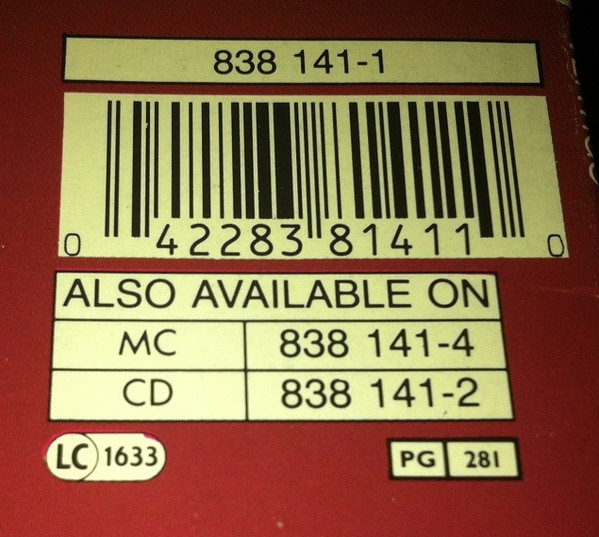 838 141-1
0 42283 81411 0
ALSO AVAILABLE ON
MC 838 141-4
CD 838 141-2
LC 1633 PG 281